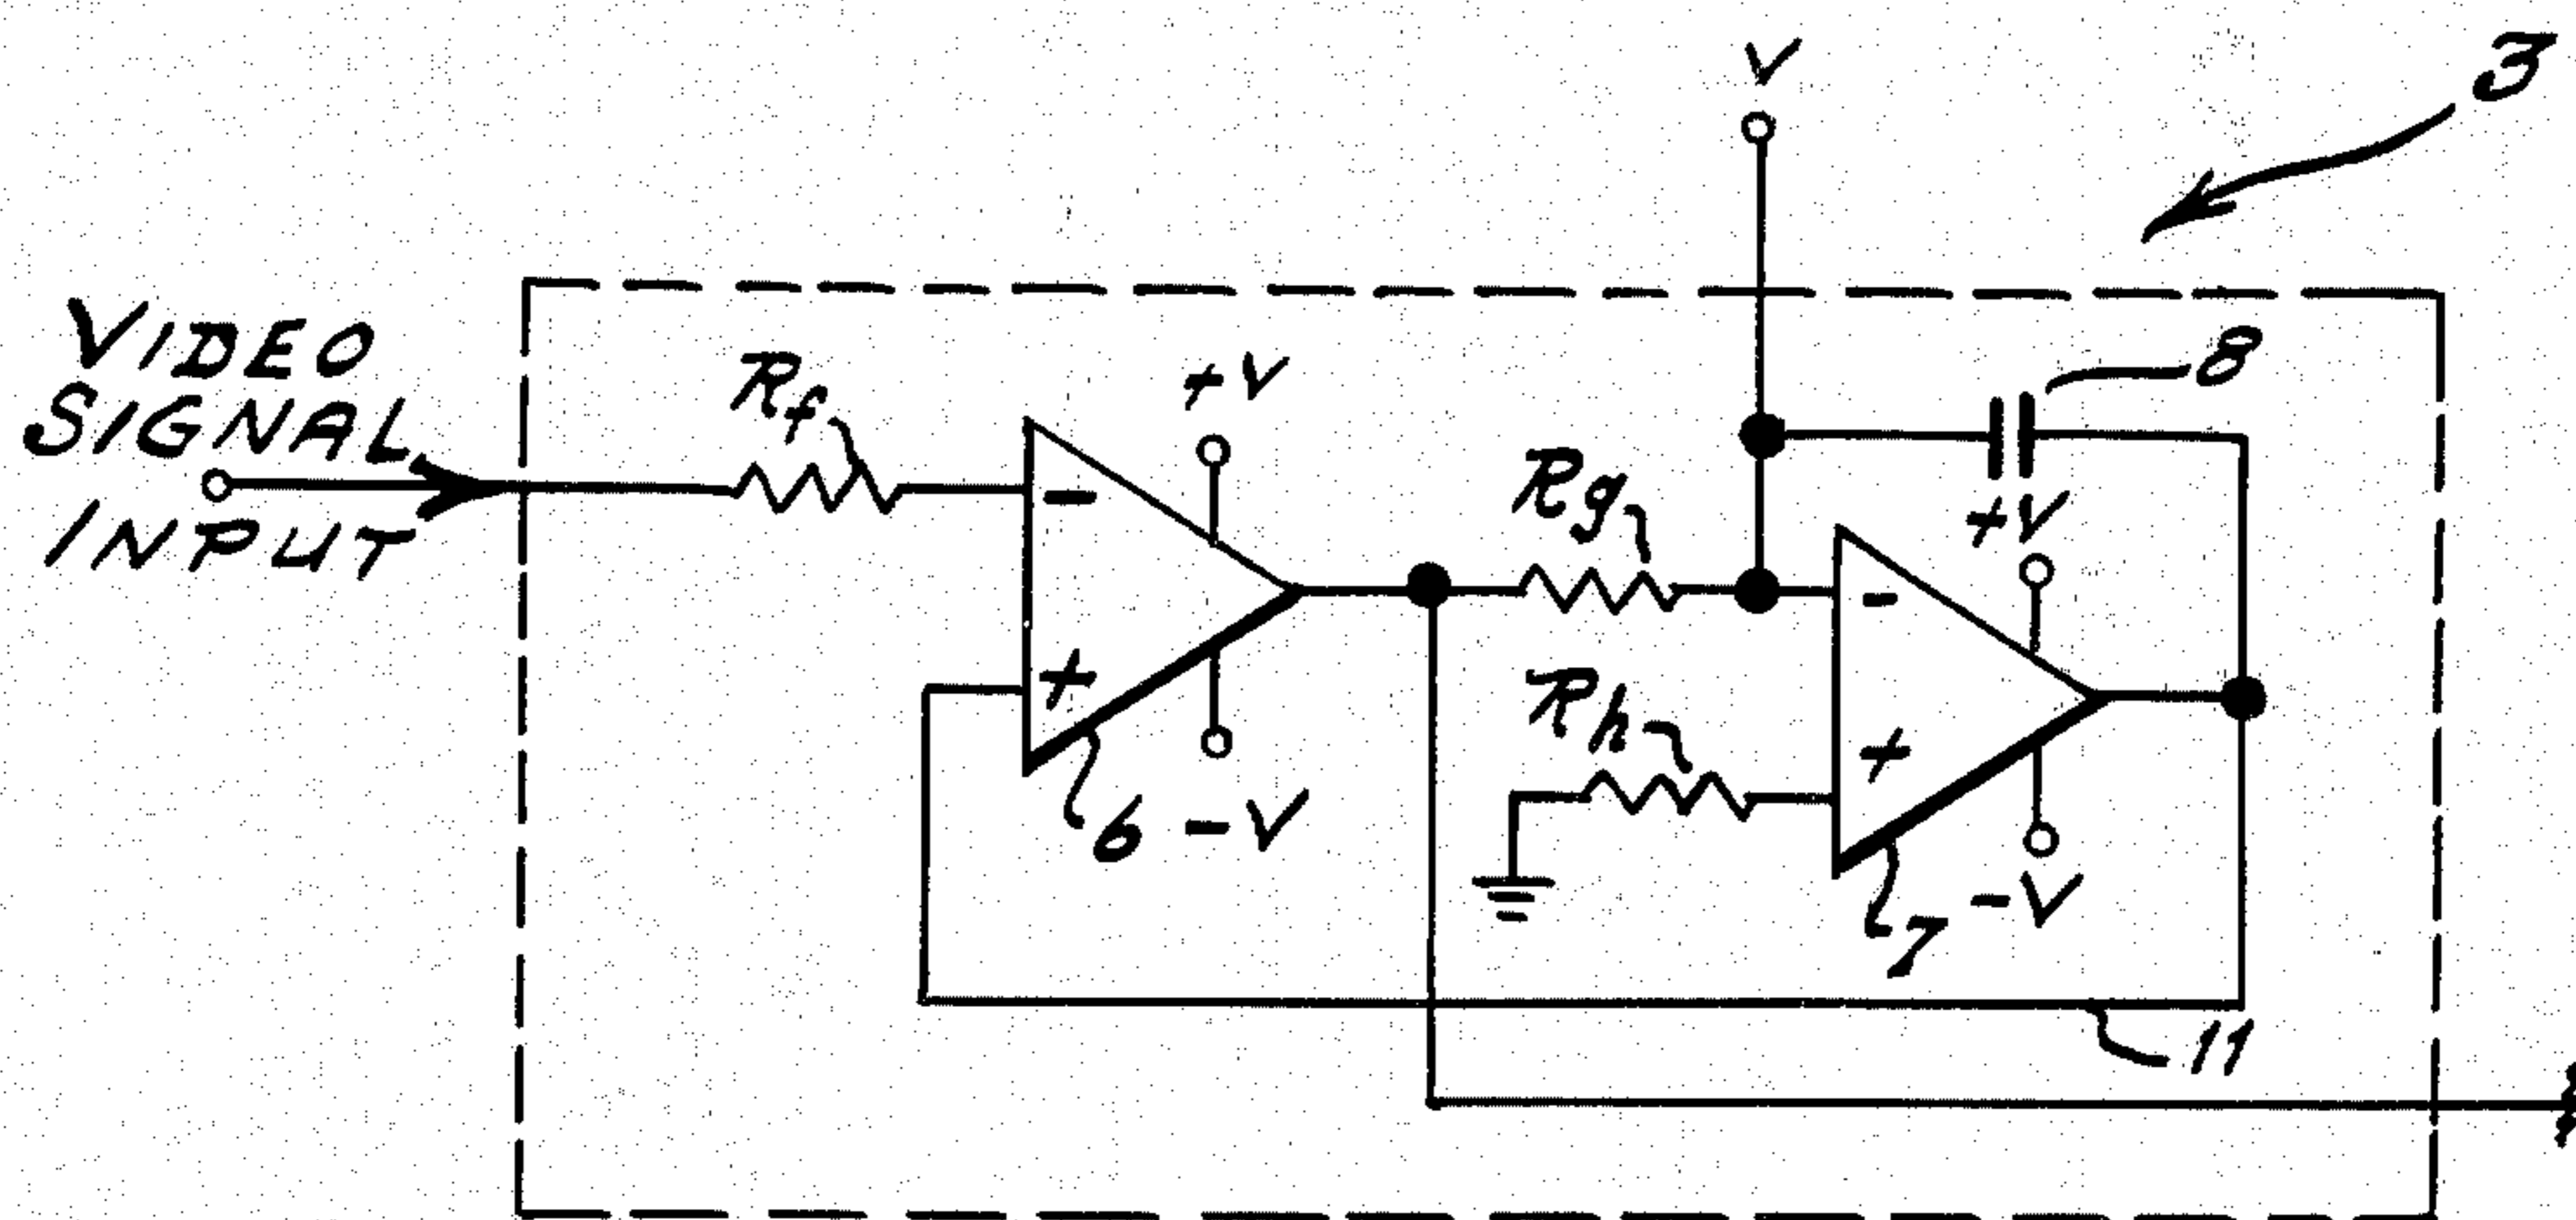 V
3
VIDEO
SIGNAL
INPUT
Rf
+V
8
Rg
+V
-
-
+
Rh
+
6
-V
7
-V
11